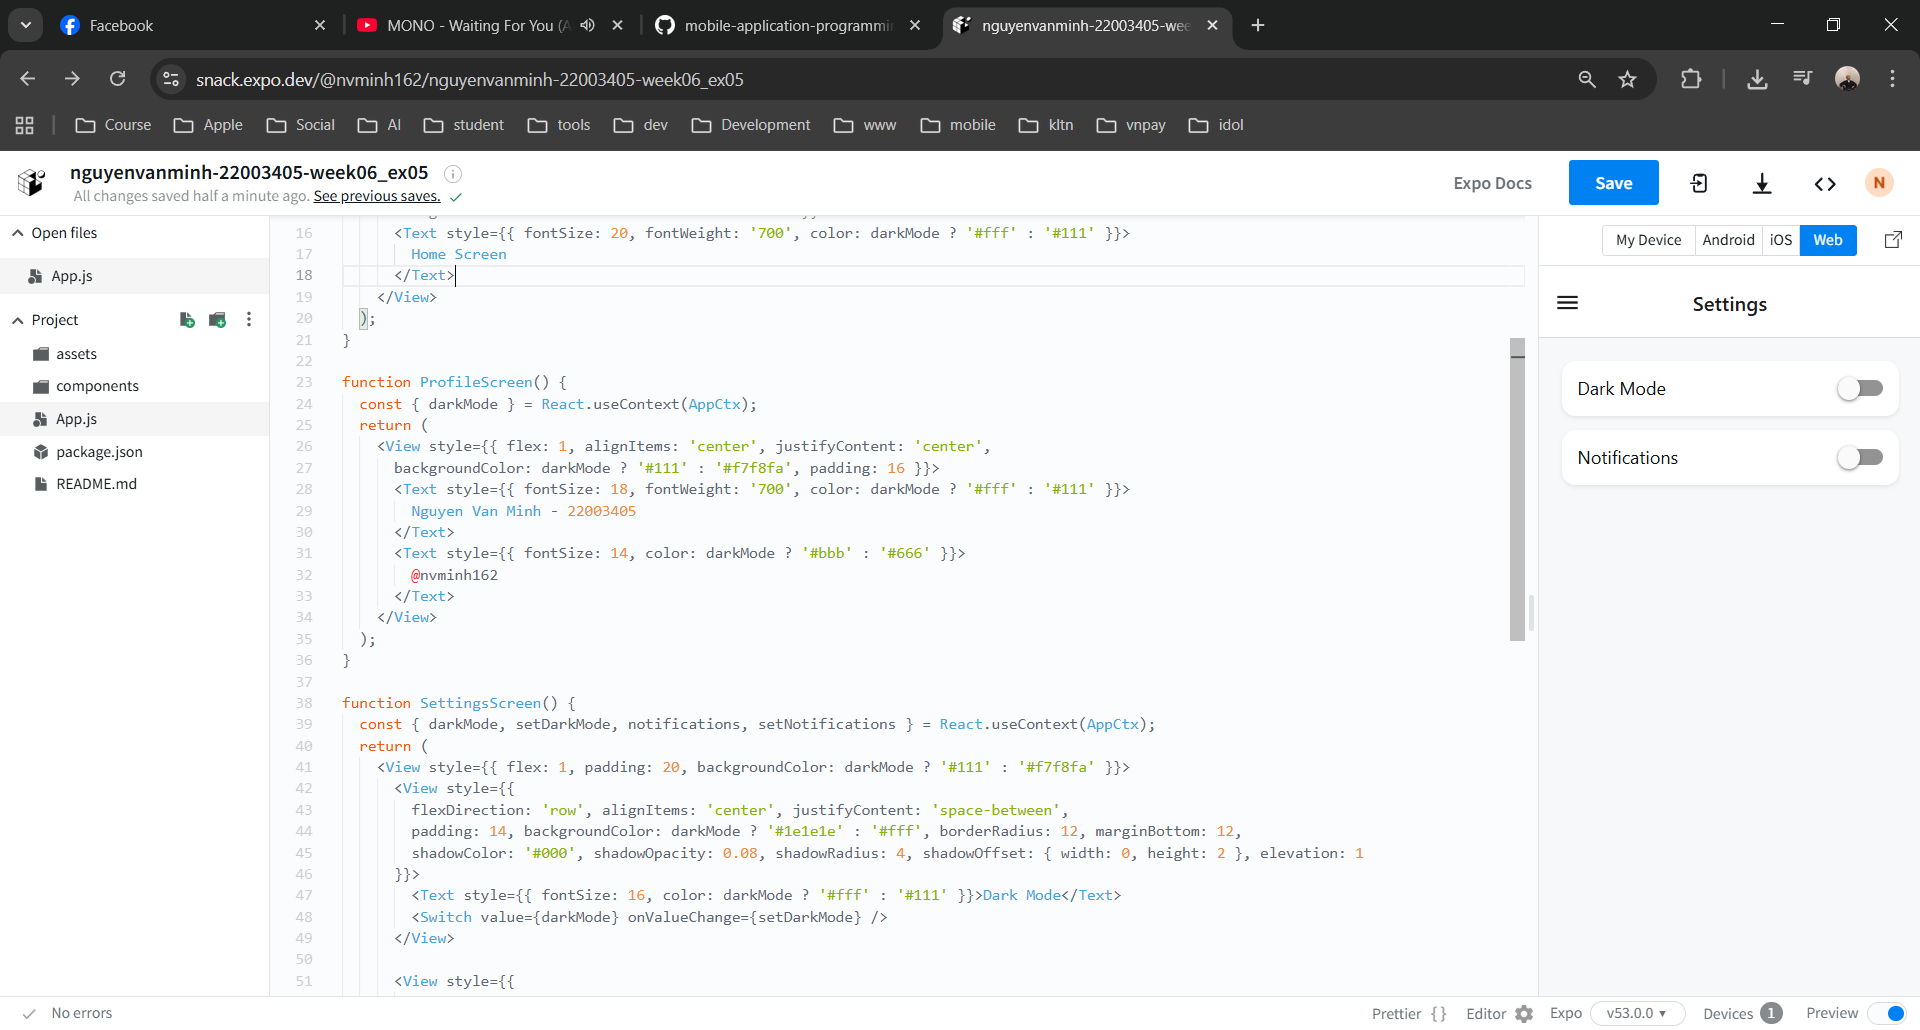 Facebook
MONO - Waiting For You (A
mobile-application-programmi
nguyenvanminh-22003405-wee
snack.expo.dev/@nvminh162/nguyenvanminh-22003405-week06_ex05
Course
Apple
Social
AI
student
tools
dev
Development
www
mobile
kltn
vnpay
idol
nguyenvanminh-22003405-week06_ex05
All changes saved half a minute ago. See previous saves.
Expo Docs
Save
N
Open files
App.js
Project
assets
components
App.js
package.json
README.md
16 <Text style={{ fontSize: 20, fontWeight: '700', color: darkMode ? '#fff' : '#111' }}>
17 Home Screen
18 </Text>
19 </View>
20 );
21 }
22
23 function ProfileScreen() {
24 const { darkMode } = React.useContext(AppCtx);
25 return (
26 <View style={{ flex: 1, alignItems: 'center', justifyContent: 'center',
27 backgroundColor: darkMode ? '#111' : '#f7f8fa', padding: 16 }}>
28 <Text style={{ fontSize: 18, fontWeight: '700', color: darkMode ? '#fff' : '#111' }}>
29 Nguyen Van Minh - 22003405
30 </Text>
31 <Text style={{ fontSize: 14, color: darkMode ? '#bbb' : '#666' }}>
32 @nvminh162
33 </Text>
34 </View>
35 );
36 }
37
38 function SettingsScreen() {
39 const { darkMode, setDarkMode, notifications, setNotifications } = React.useContext(AppCtx);
40 return (
41 <View style={{ flex: 1, padding: 20, backgroundColor: darkMode ? '#111' : '#f7f8fa' }}>
42 <View style={{
43 flexDirection: 'row', alignItems: 'center', justifyContent: 'space-between',
44 padding: 14, backgroundColor: darkMode ? '#1e1e1e' : '#fff', borderRadius: 12, marginBottom: 12,
45 shadowColor: '#000', shadowOpacity: 0.08, shadowRadius: 4, shadowOffset: { width: 0, height: 2 }, elevation: 1
46 }}>
47 <Text style={{ fontSize: 16, color: darkMode ? '#fff' : '#111' }}>Dark Mode</Text>
48 <Switch value={darkMode} onValueChange={setDarkMode} />
49 </View>
50
51 <View style={{
My Device
Android
iOS
Web
Settings
Dark Mode
Notifications
No errors
Prettier { }
Editor
Expo
v53.0.0
Devices 1
Preview